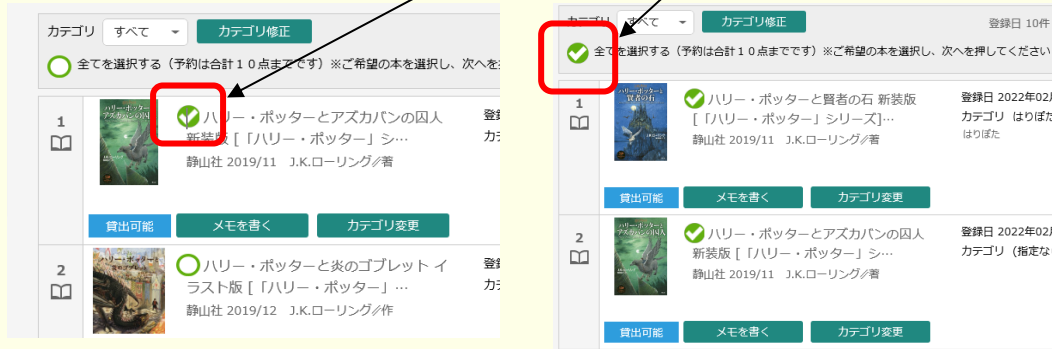 カテゴリ すべて カテゴリ修正
全てを選択する（予約は合計１０点までです）※ご希望の本を選択し、次へを
1
ハリー・ポッターとアズカバンの囚人
新装版 [「ハリー・ポッター」シ…
静山社 2019/11 J.K.ローリング∥著
登
カテ
貸出可能 メモを書く カテゴリ変更
2
ハリー・ポッターと炎のゴブレット イ
ラスト版 [「ハリー・ポッター」…
静山社 2019/12 J.K.ローリング∥作
登
カテ
カテゴリ すべて カテゴリ修正 登録日 10件
全てを選択する（予約は合計１０点までです）※ご希望の本を選択し、次へを押してください
1
ハリー・ポッターと賢者の石
ハリー・ポッターと賢者の石 新装版
[「ハリー・ポッター」シリーズ]…
静山社 2019/11 J.K.ローリング∥著
登録日 2022年02
カテゴリ はりぽた
はりぽた
貸出可能 メモを書く カテゴリ変更
2
ハリー・ポッターとアズカバンの囚人
新装版 [「ハリー・ポッター」シ…
静山社 2019/11 J.K.ローリング∥著
登録日 2022年02
カテゴリ（指定な
貸出可能 メモを書く カテゴリ変更